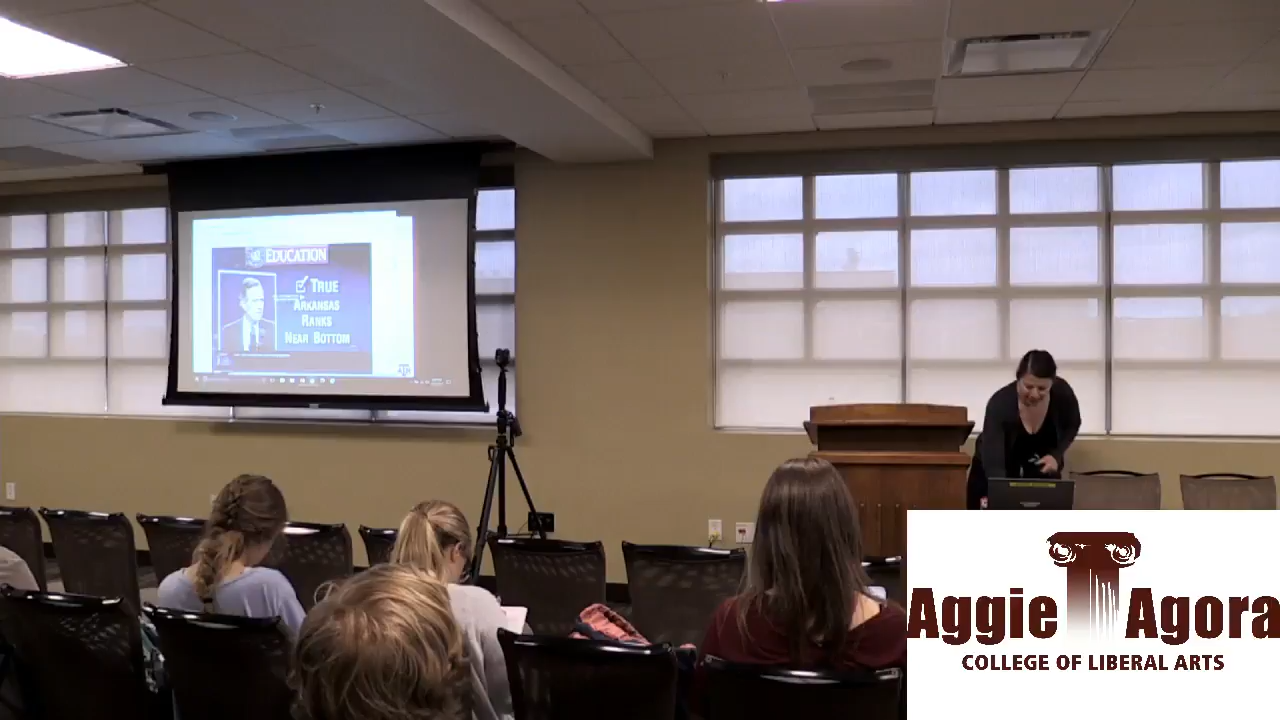 EDUCATION
TRUE
ARKANSAS
RANKS
NEAR BOTTOM
Aggie Agora
COLLEGE OF LIBERAL ARTS